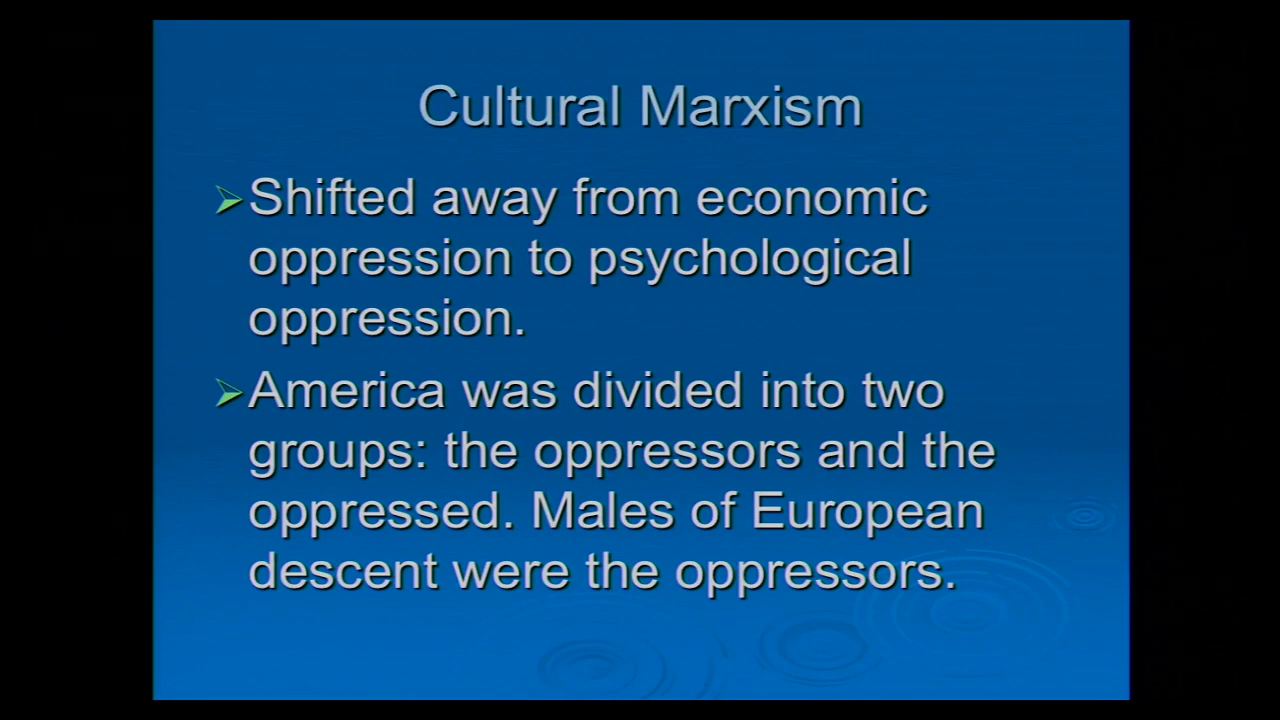 Cultural Marxism
Shifted away from economic
oppression to psychological
oppression.
America was divided into two
groups: the oppressors and the
oppressed. Males of European
descent were the oppressors.